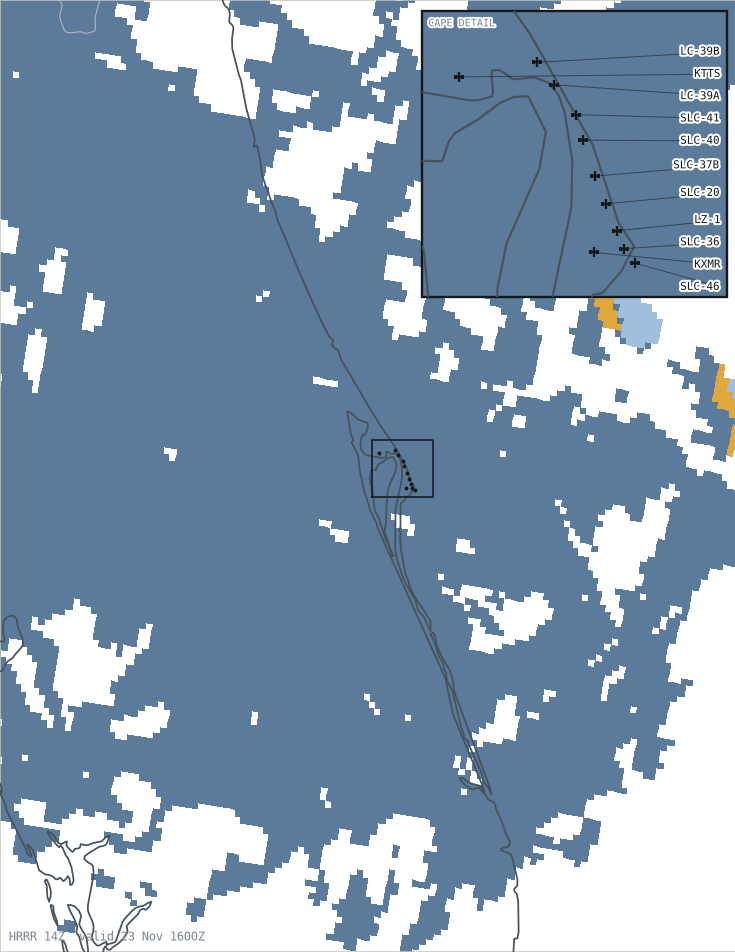 CAPE DETAIL
LC-39B
KTTS
LC-39A
SLC-41
SLC-40
SLC-37B
SLC-20
LZ-1
SLC-36
KXMR
SLC-46
HRRR 14Z valid 23 Nov 1600Z